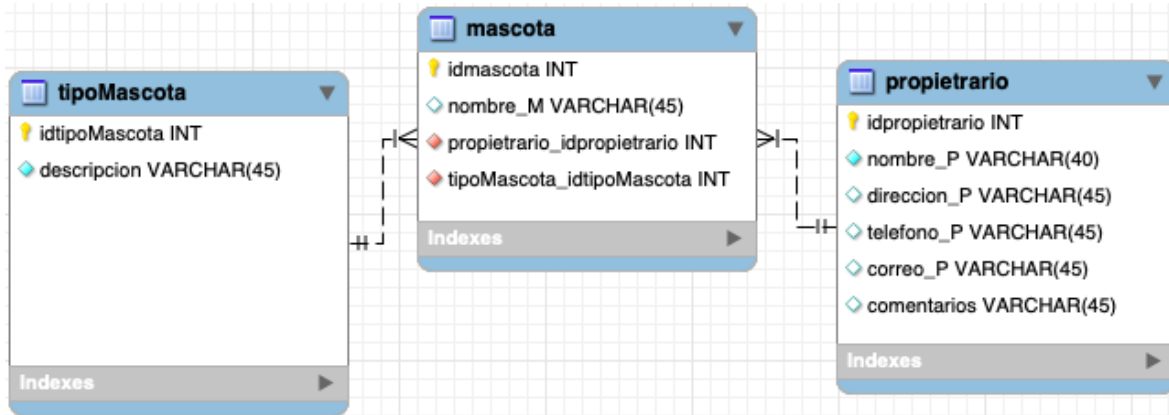 tipoMascota
idtipoMascota INT
descripcion VARCHAR(45)
Indexes
mascota
idmascota INT
nombre_M VARCHAR(45)
propietrario_idpropietrario INT
tipoMascota_idtipoMascota INT
Indexes
propietrario
idpropietrario INT
nombre_P VARCHAR(40)
direccion_P VARCHAR(45)
telefono_P VARCHAR(45)
correo_P VARCHAR(45)
comentarios VARCHAR(45)
Indexes